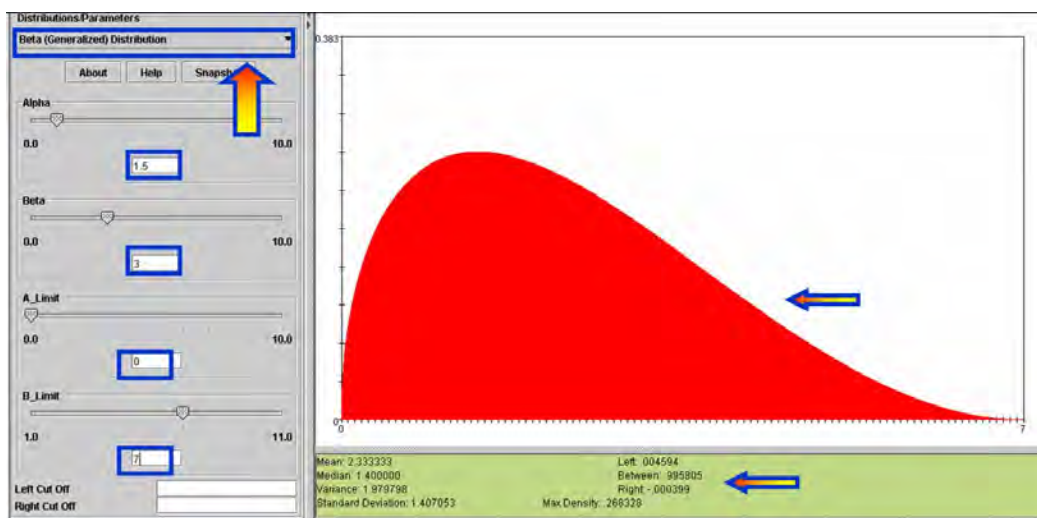 Distributions/Parameters
Beta (Generalized) Distribution
About Help Snapsh
Alpha
0.0 10.0
1.5
Beta
0.0 10.0
3
A_Limit
0.0 10.0
0
B_Limit
1.0 11.0
7
Left Cut Off
Right Cut Off
0.383
0
0 7
Mean: 2.333333 Left: .004594
Median: 1.400000 Between: .995805
Variance: 1.979798 Right: -.000399
Standard Deviation: 1.407053 Max Density: .268328